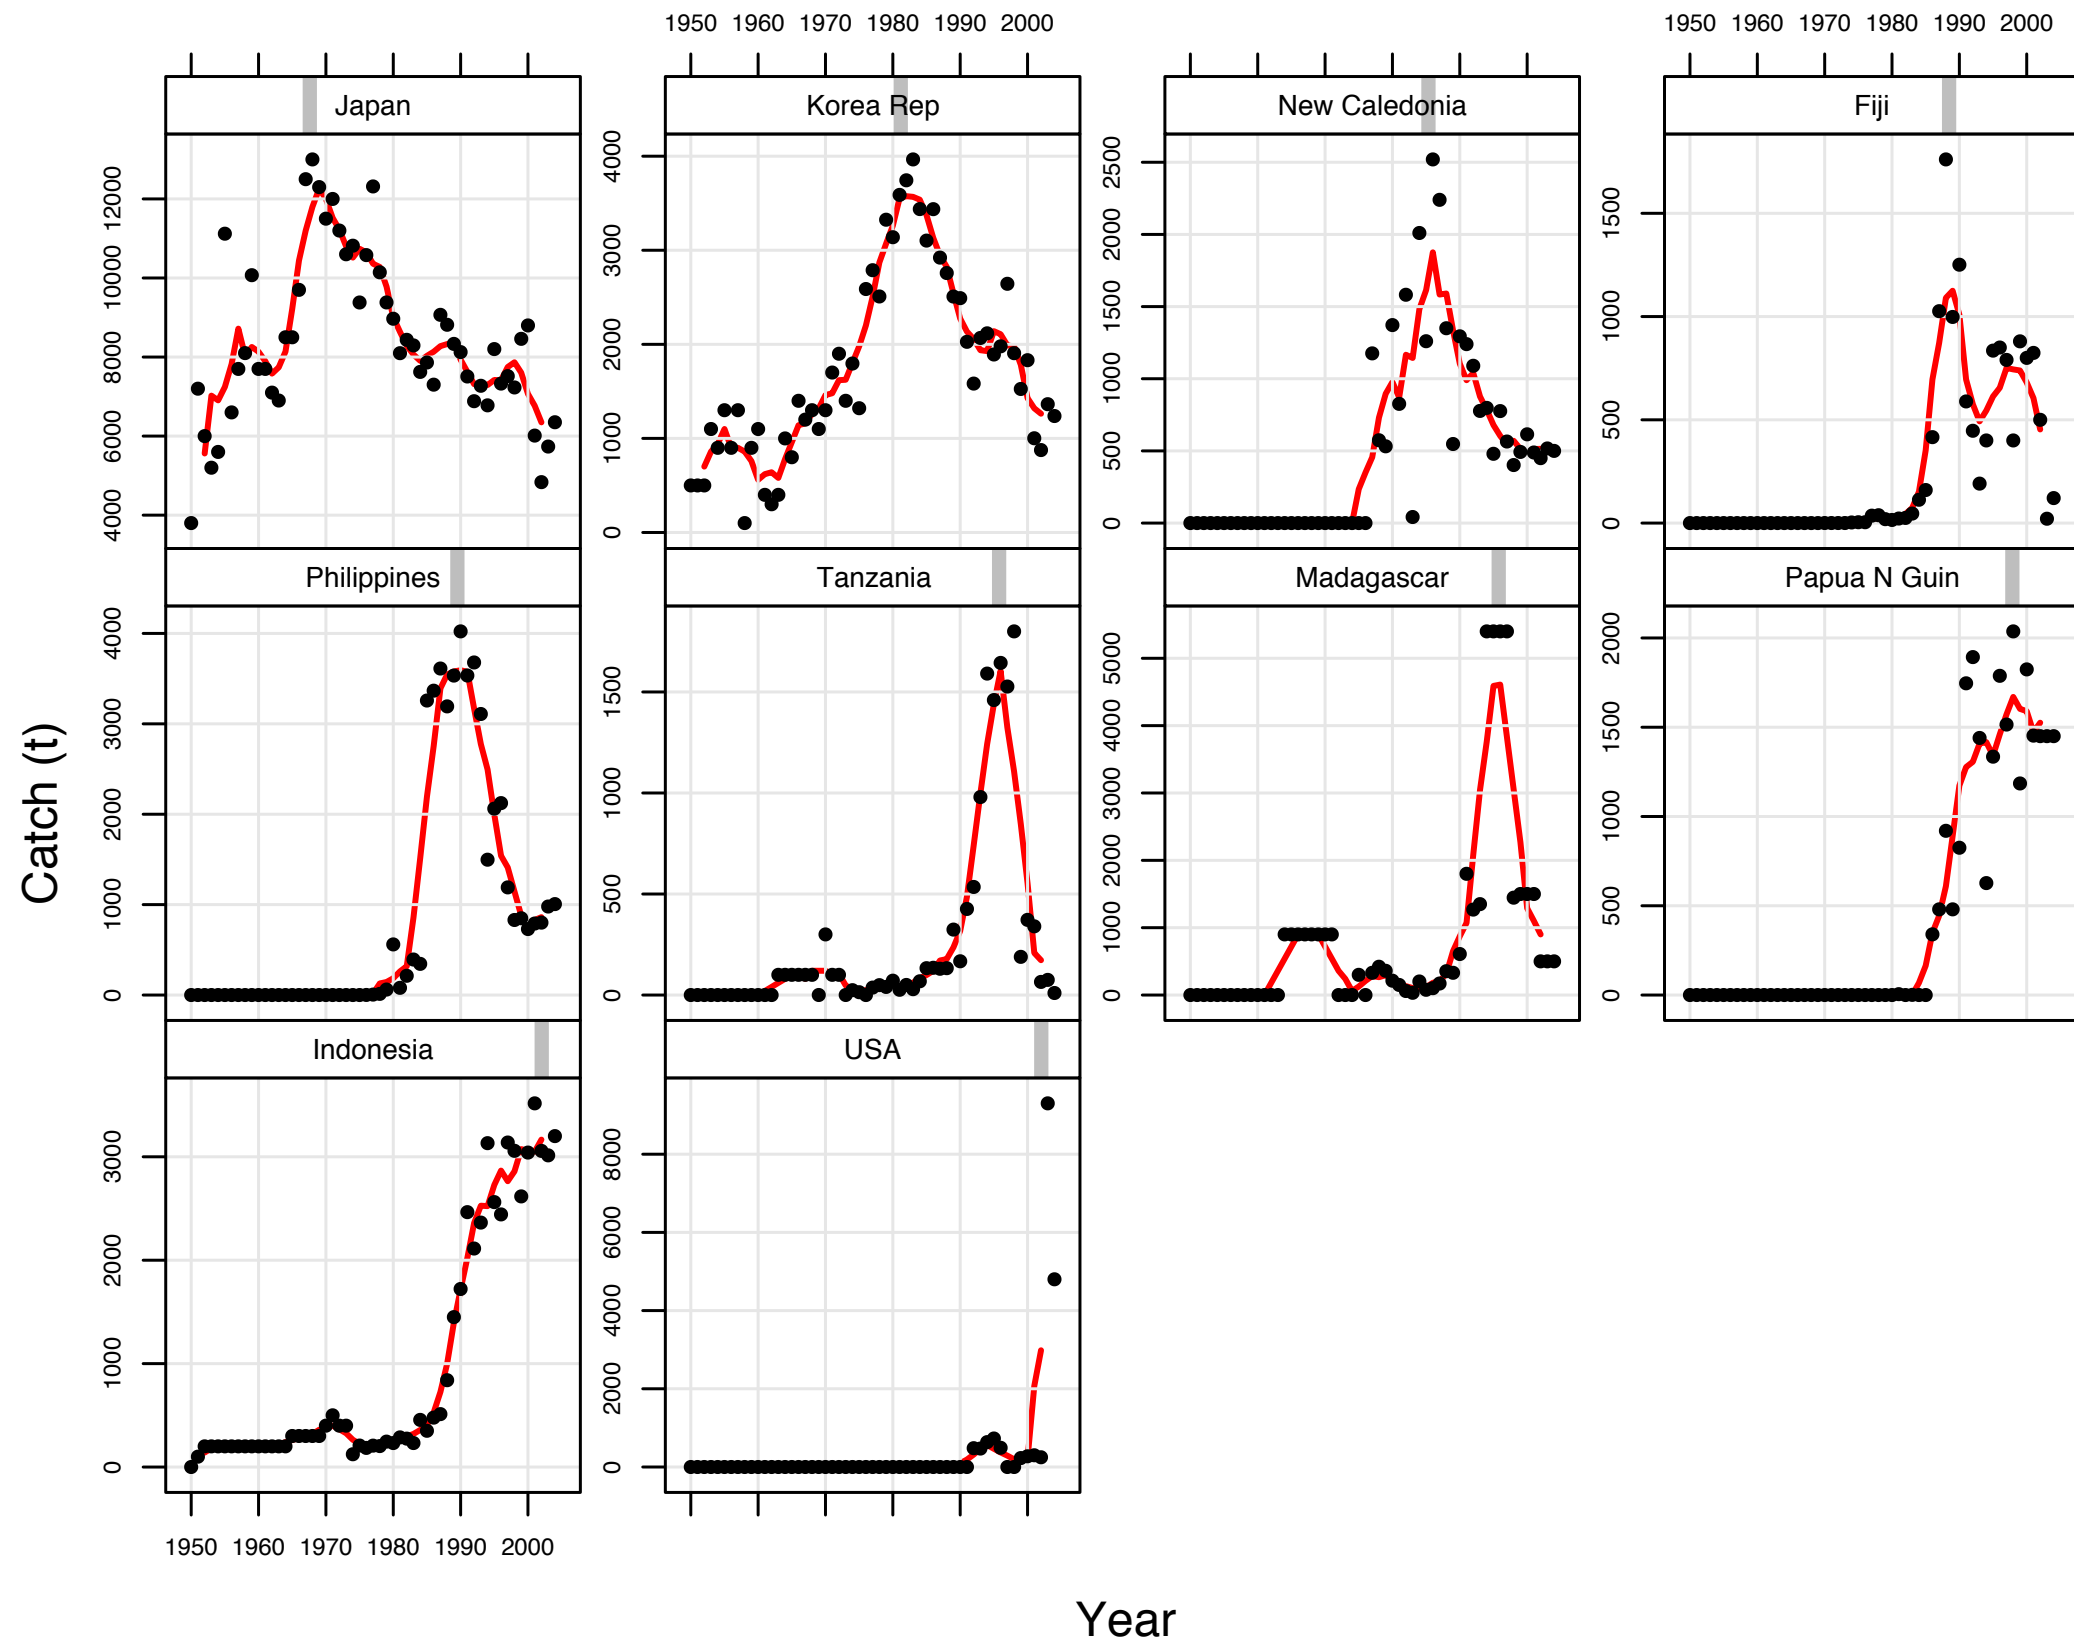 1950 1960 1970 1980 1990 2000
1950 1960 1970 1980 1990 2000
Japan
Korea Rep
New Caledonia
Fiji
4000 6000 8000 10000 12000
0 1000 2000 3000 4000
0 500 1000 1500 2000 2500
0 500 1000 1500
Philippines
Tanzania
Madagascar
Papua N Guin
0 1000 2000 3000 4000
0 500 1000 1500
0 1000 2000 3000 4000 5000
0 500 1000 1500 2000
Catch (t)
Indonesia
USA
0 1000 2000 3000
0 2000 4000 6000 8000
1950 1960 1970 1980 1990 2000
Year